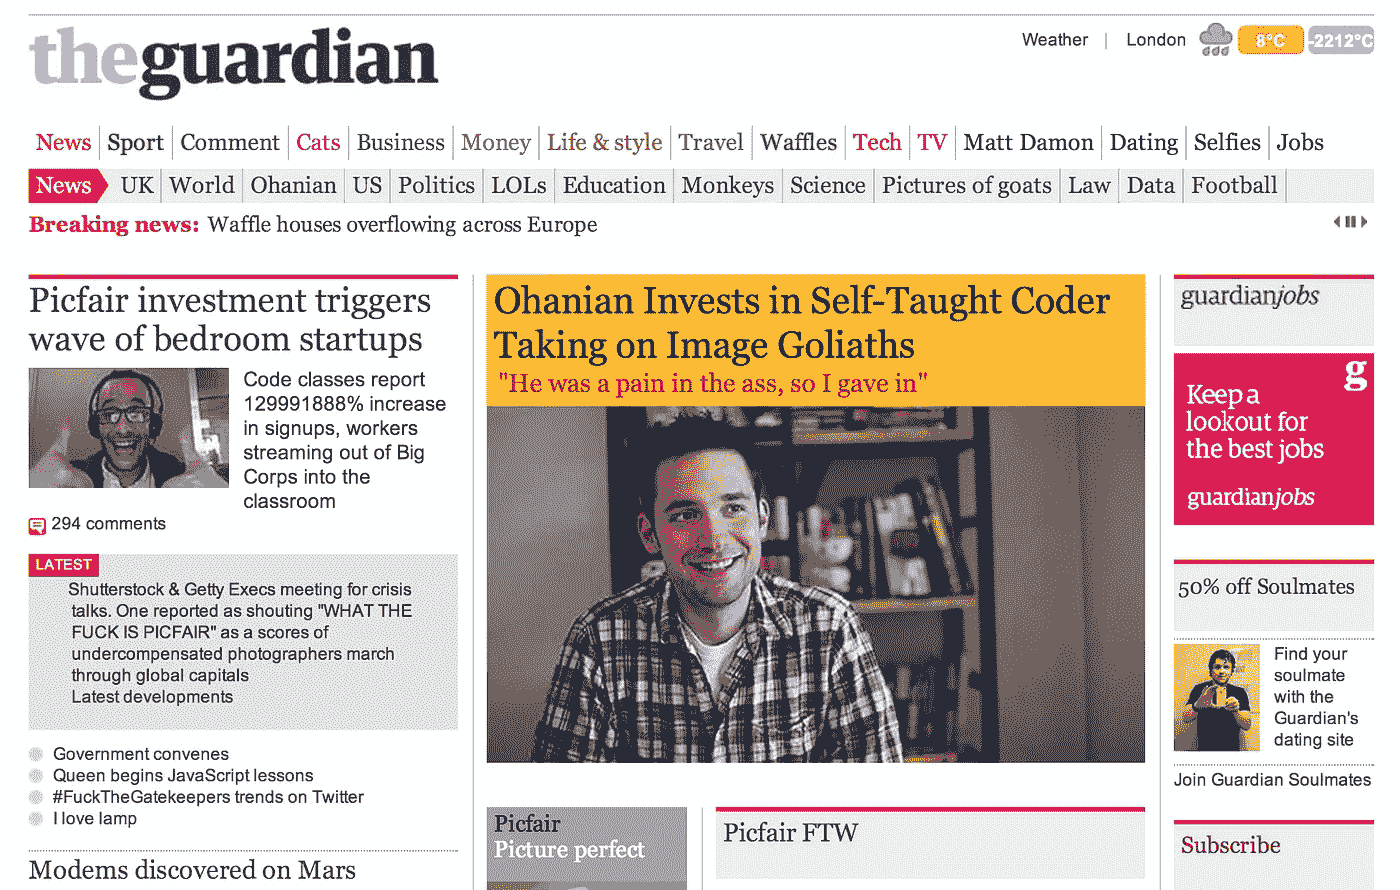 theguardian
Weather | London 8°C -2212°C
News Sport Comment Cats Business Money Life & style Travel Waffles Tech TV Matt Damon Dating Selfies Jobs
News UK World Ohanian US Politics LOLs Education Monkeys Science Pictures of goats Law Data Football
Breaking news: Waffle houses overflowing across Europe
Picfair investment triggers
wave of bedroom startups
Code classes report
129991888% increase
in signups, workers
streaming out of Big
Corps into the
classroom
294 comments
LATEST
Shutterstock & Getty Execs meeting for crisis
talks. One reported as shouting "WHAT THE
FUCK IS PICFAIR" as a scores of
undercompensated photographers march
through global capitals
Latest developments
Government convenes
Queen begins JavaScript lessons
#FuckTheGatekeepers trends on Twitter
I love lamp
Modems discovered on Mars
Ohanian Invests in Self-Taught Coder
Taking on Image Goliaths
"He was a pain in the ass, so I gave in"
Picfair
Picture perfect
Picfair FTW
guardianjobs
g
Keep a
lookout for
the best jobs
guardianjobs
50% off Soulmates
Find your
soulmate
with the
Guardian's
dating site
Join Guardian Soulmates
Subscribe